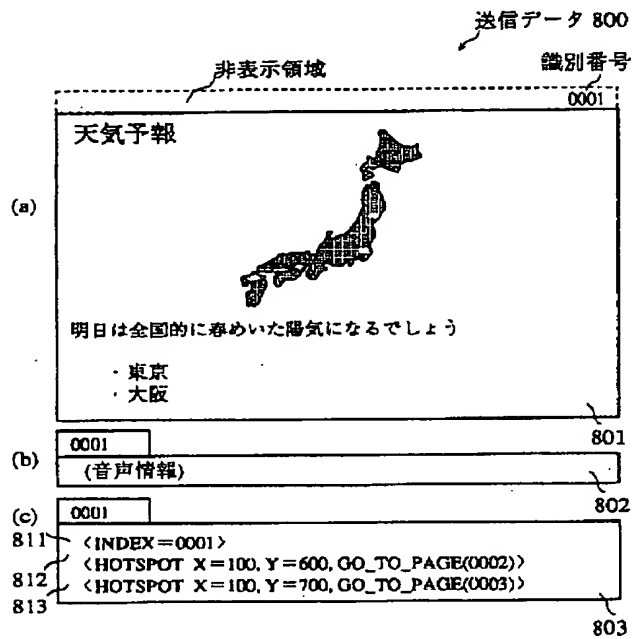 送信データ 800
非表示領域
識別番号
0001
天気予報
(a)
明日は全国的に春めいた陽気になるでしょう
・東京
・大阪
801
0001
(b)
(音声情報)
802
(c)
0001
811
<INDEX=0001>
812
<HOTSPOT X=100, Y=600, GO_TO_PAGE(0002)>
813
<HOTSPOT X=100, Y=700, GO_TO_PAGE(0003)>
803